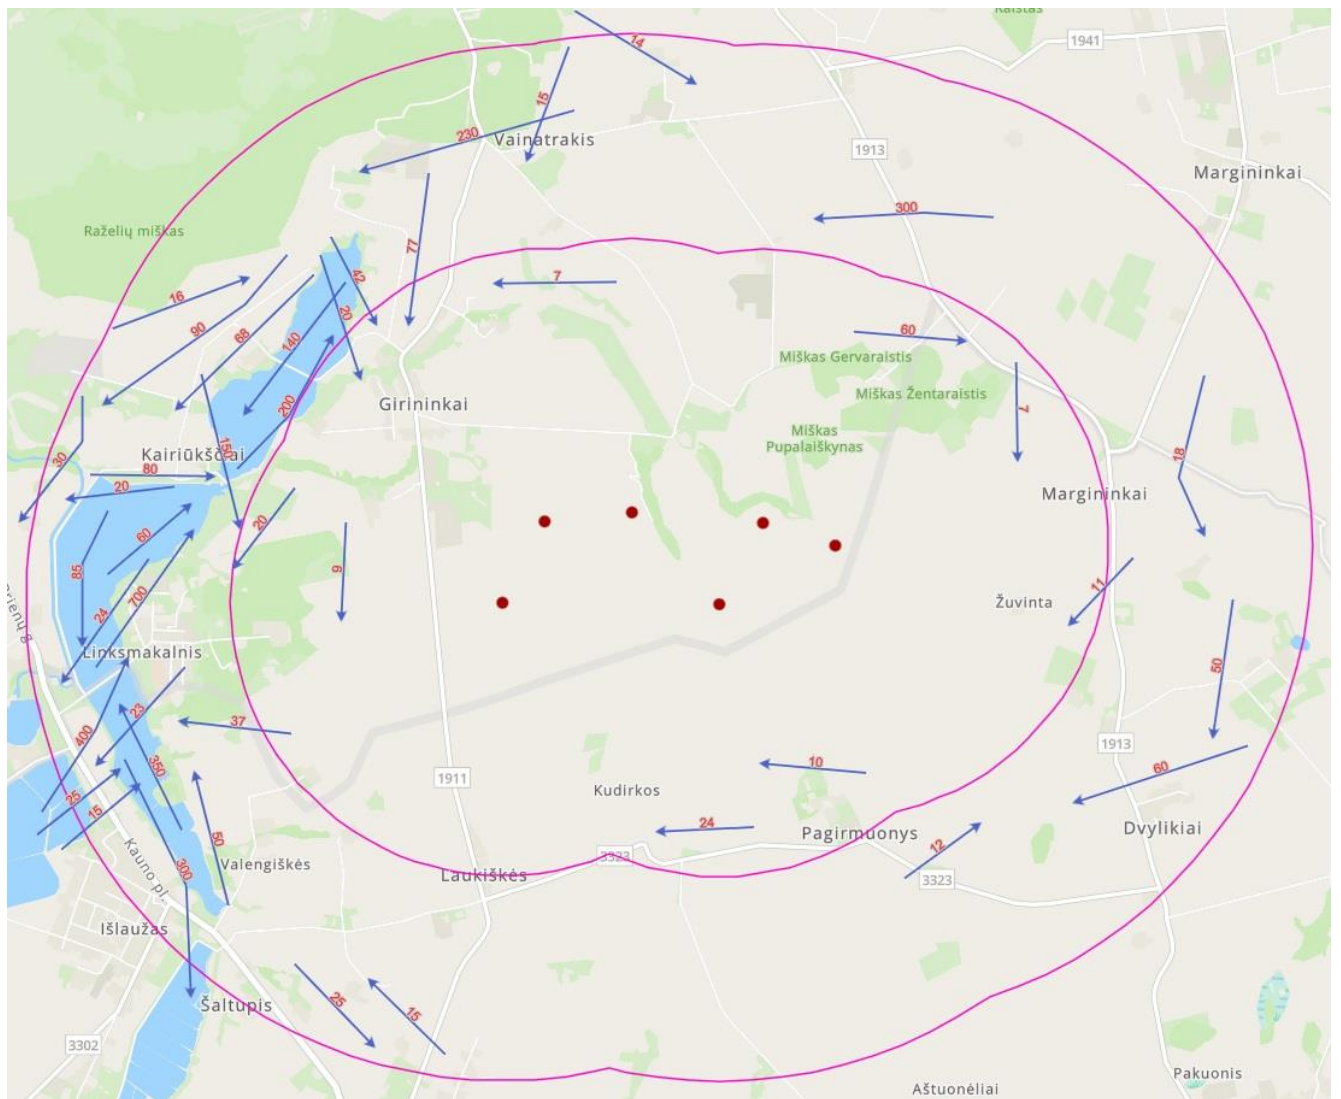 Kaistas
14
1941
15
230
Vainatrakis
1913
Margininkai
300
Raželių miškas
77
42
7
16
90
68
140
20
60
Miškas Gervaraistis
Miškas Žentaraistis
7
200
Girininkai
Miškas
Pupalaiškynas
150
Kairiūkščiai
30
80
20
18
Margininkai
20
60
9
85
24
700
11
Žuvinta
Prienų g
Linksmakalnis
50
23
37
400
350
1911
1913
10
60
Kudirkos
25
15
24
Pagirmuonys
12
Dvylikiai
50
Kauno pl.
300
Valengiškės
3323
Laukiškės
3323
Išlaužas
25
15
Šaltupis
3302
Pakuonis
Aštuonėliai